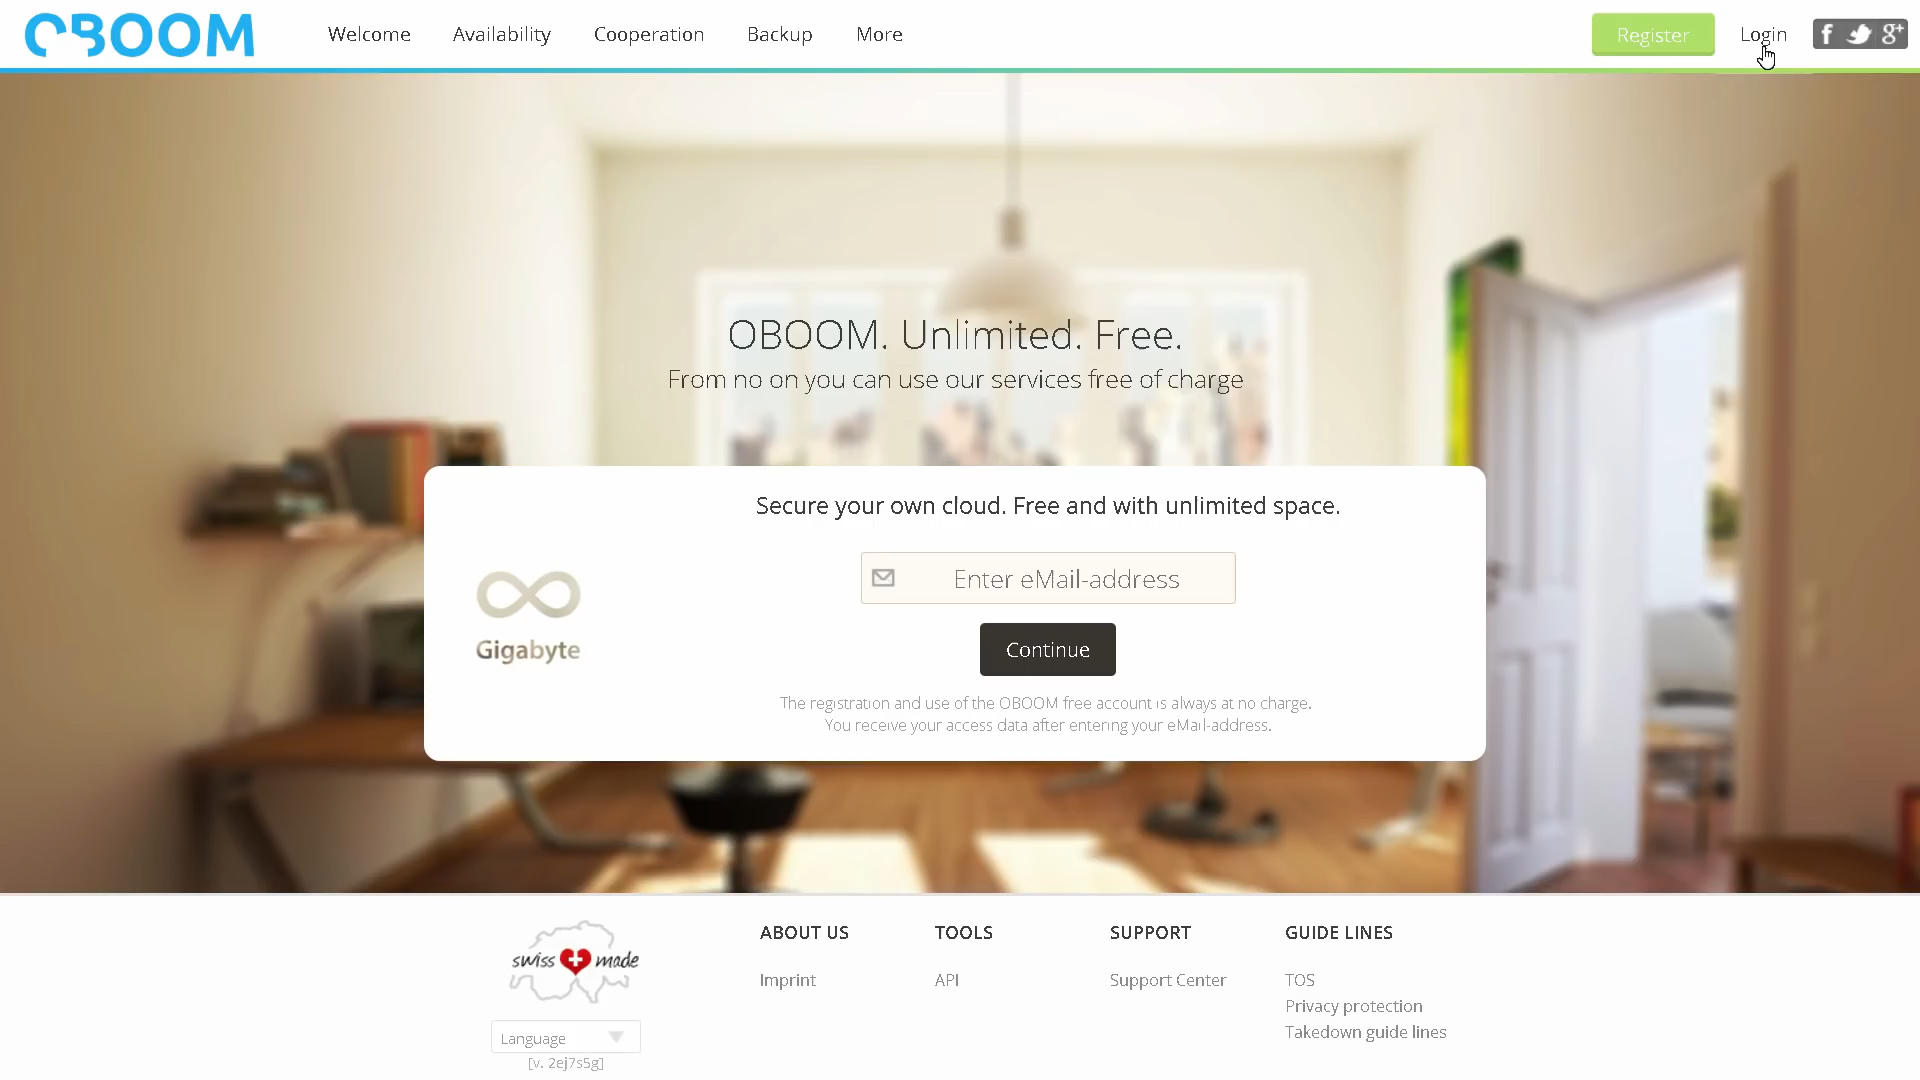 OBOOM
Welcome
Availability
Cooperation
Backup
More
Register
Login
f
g+
OBOOM. Unlimited. Free.
From no on you can use our services free of charge
Secure your own cloud. Free and with unlimited space.
Enter eMail-address
Gigabyte
Continue
The registration and use of the OBOOM free account is always at no charge.
You receive your access data after entering your eMail-address.
swiss made
Language
[v. 2ej7s5g]
ABOUT US
Imprint
TOOLS
API
SUPPORT
Support Center
GUIDE LINES
TOS
Privacy protection
Takedown guide lines